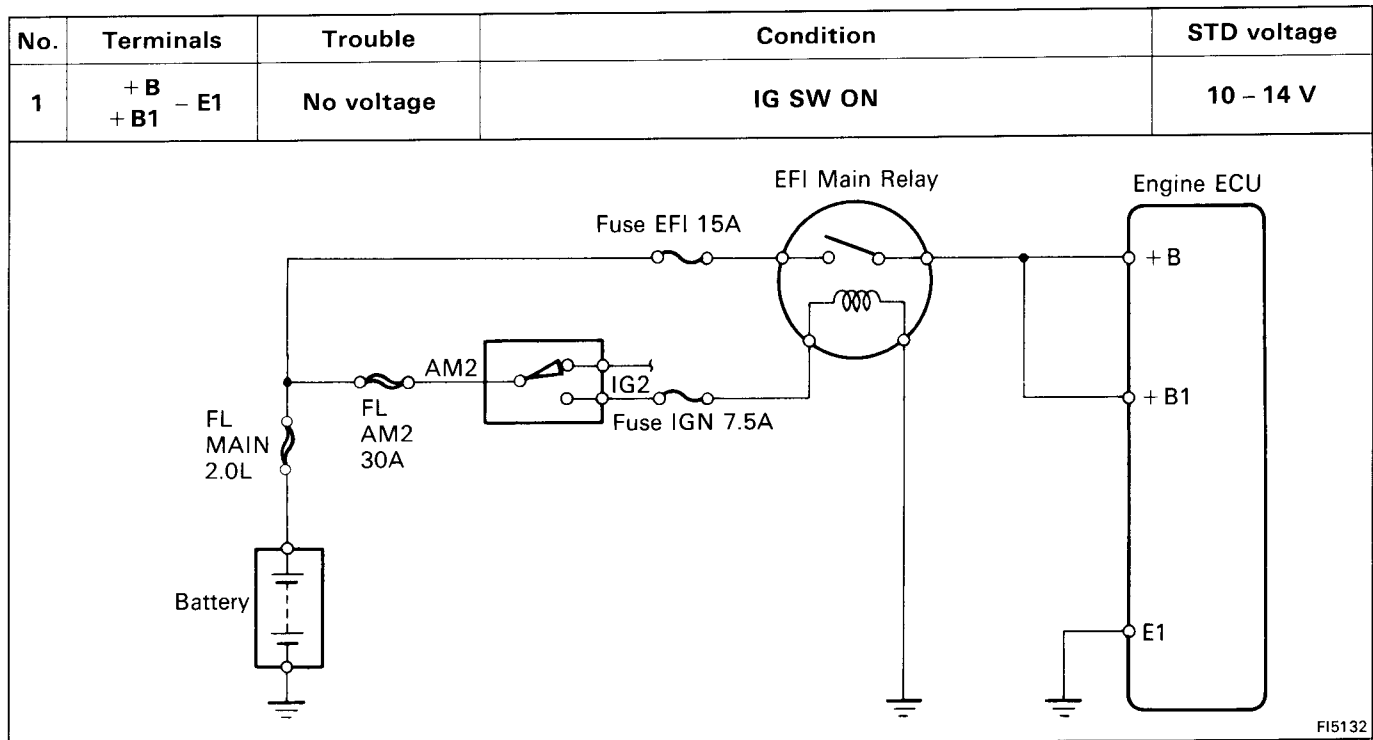 No. Terminals Trouble Condition STD voltage
1 +B +B1 – E1 No voltage IG SW ON 10 – 14 V
EFI Main Relay
Engine ECU
Fuse EFI 15A
+B
AM2
IG2
+B1
Fuse IGN 7.5A
FL
MAIN
2.0L
FL
AM2
30A
Battery
E1
FI5132